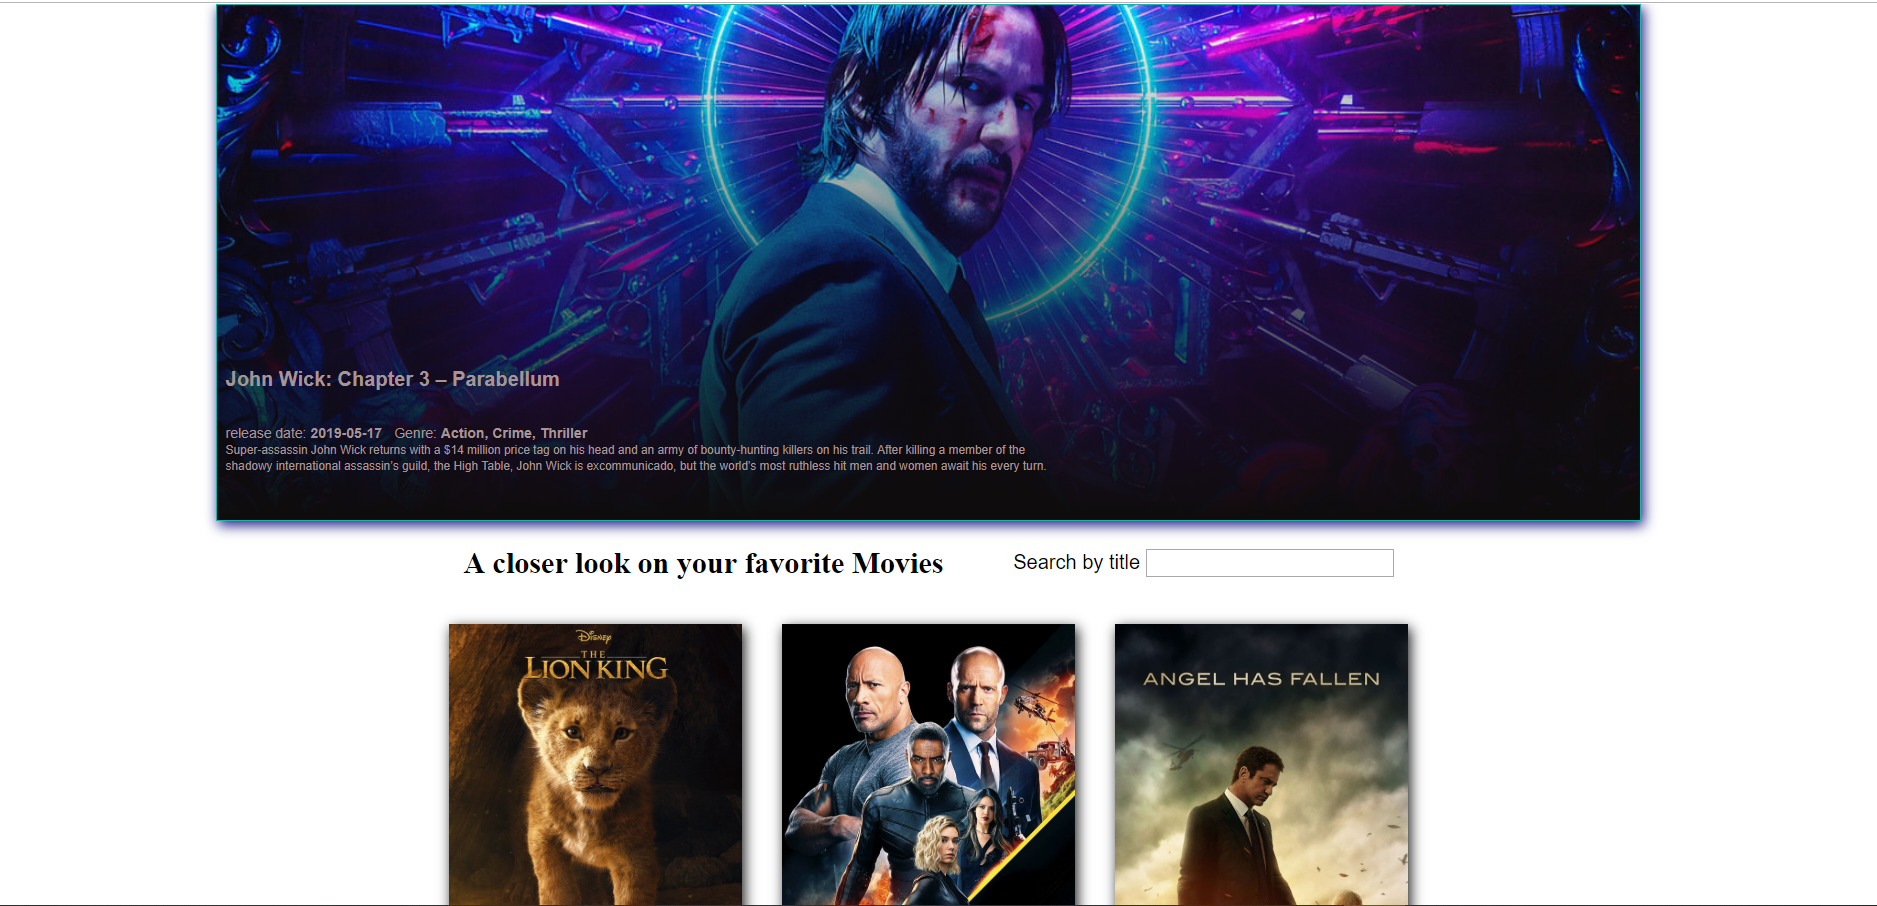 John Wick: Chapter 3 – Parabellum
release date: 2019-05-17 Genre: Action, Crime, Thriller
Super-assassin John Wick returns with a $14 million price tag on his head and an army of bounty-hunting killers on his trail. After killing a member of the
shadowy international assassin's guild, the High Table, John Wick is excommunicado, but the world's most ruthless hit men and women await his every turn.
A closer look on your favorite Movies
Search by title
Disney
THE
LION KING
ANGEL HAS FALLEN